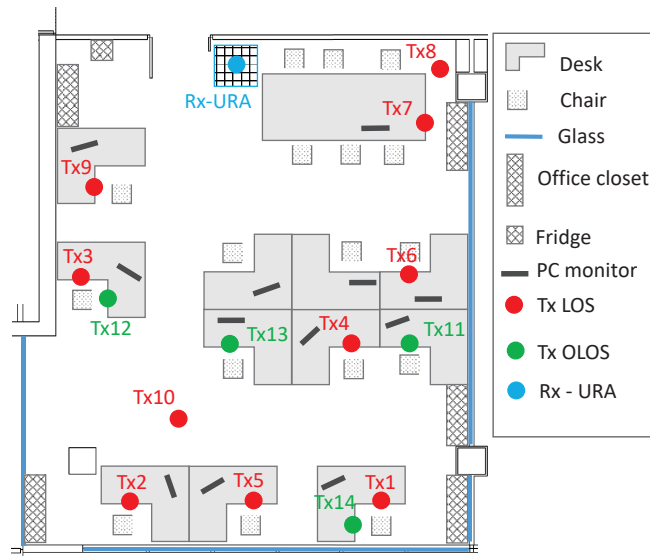 Tx8
Desk
Rx-URA
Chair
Tx7
Glass
Tx9
Office closet
Fridge
Tx3
Tx6
PC monitor
Tx LOS
Tx12
Tx13
Tx4
Tx11
Tx OLOS
Rx - URA
Tx10
Tx2
Tx5
Tx1
Tx14